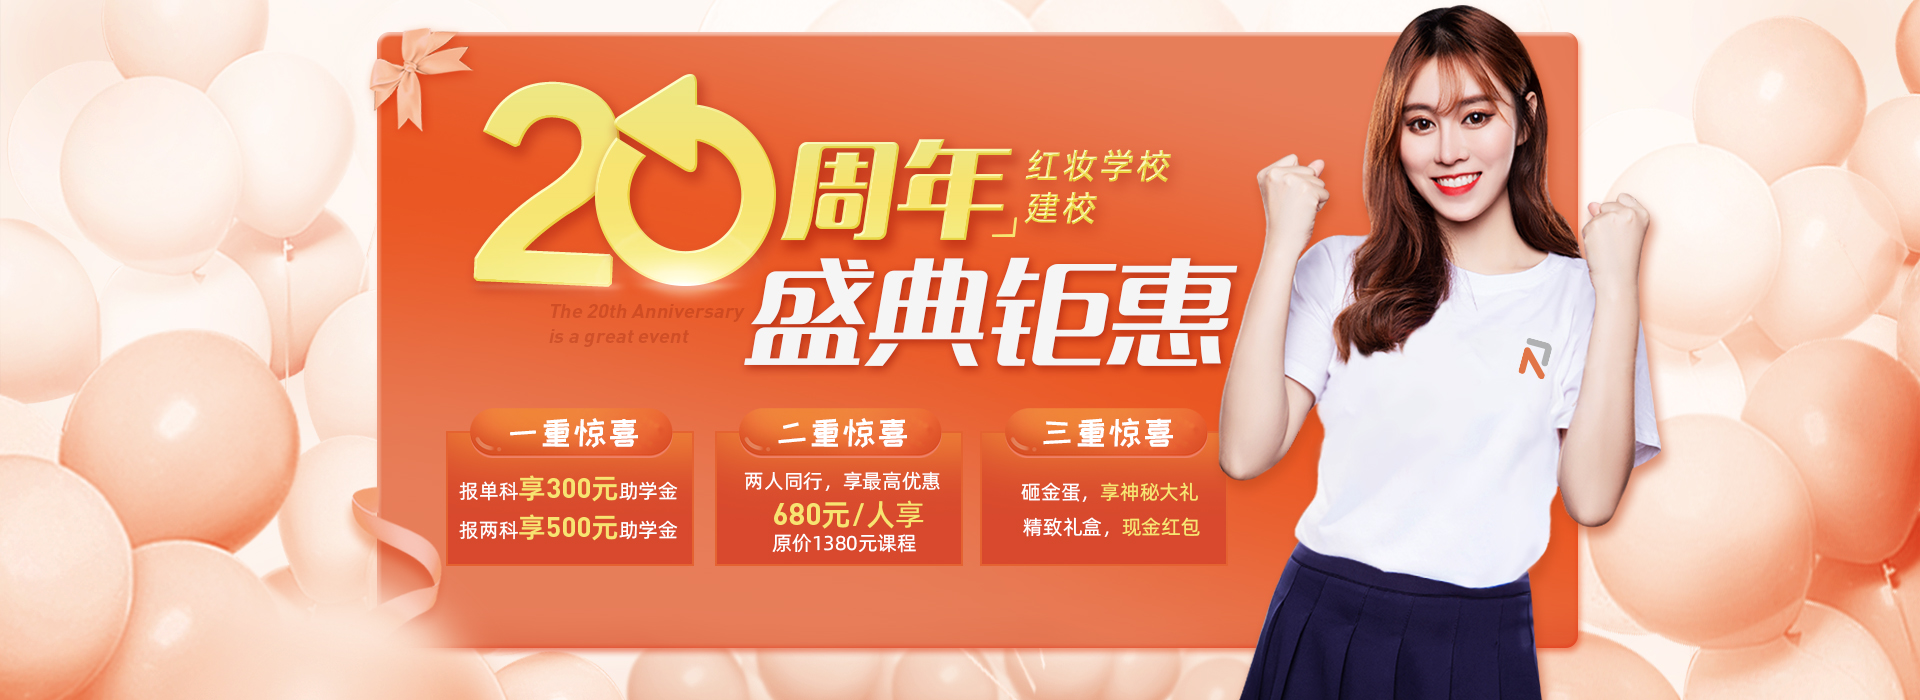 20周年
红妆学校
建校
盛典钜惠
The 20th Anniversary
is a great event
一重惊喜
报单科享300元助学金
报两科享500元助学金
二重惊喜
两人同行，享最高优惠
680元/人享
原价1380元课程
三重惊喜
砸金蛋，享神秘大礼
精致礼盒，现金红包